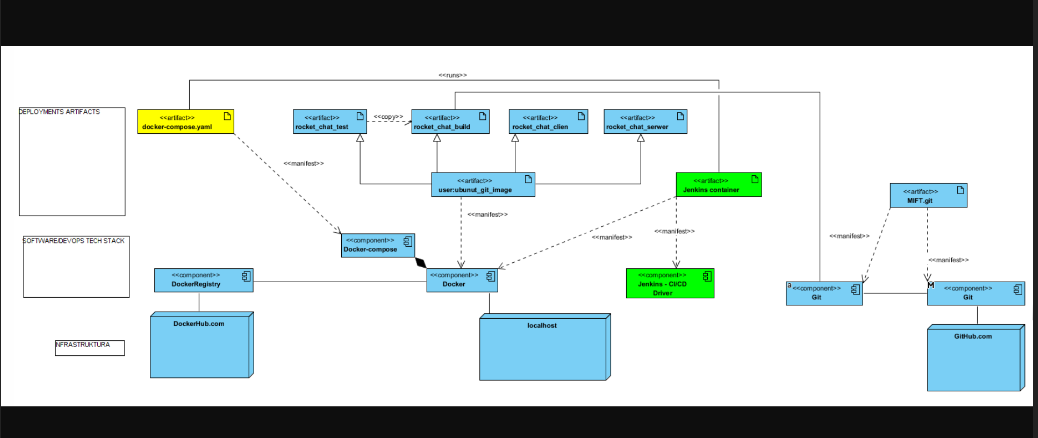 <<runs>>
DEPLOYMENTS ARTIFACTS
<<artifact>>
docker-compose.yaml
<<artifact>>
rocket_chat_test
<<copy>>
<<artifact>>
rocket_chat_build
<<artifact>>
rocket_chat_clien
<<artifact>>
rocket_chat_serwer
<<manifest>>
<<artifact>>
user:ubunut_git_image
<<artifact>>
Jenkins container
<<artifact>>
MIFT.git
<<manifest>>
<<manifest>>
<<manifest>>
<<manifest>>
<<manifest>>
SOFTWARE/DEVOPS TECH STACK
<<component>>
Docker-compose
<<component>>
DockerRegistry
<<component>>
Docker
<<component>>
Jenkins - CI/CD
Driver
<<component>>
Git
M
<<component>>
Git
DockerHub.com
localhost
GitHub.com
NFRASTRUKTURA